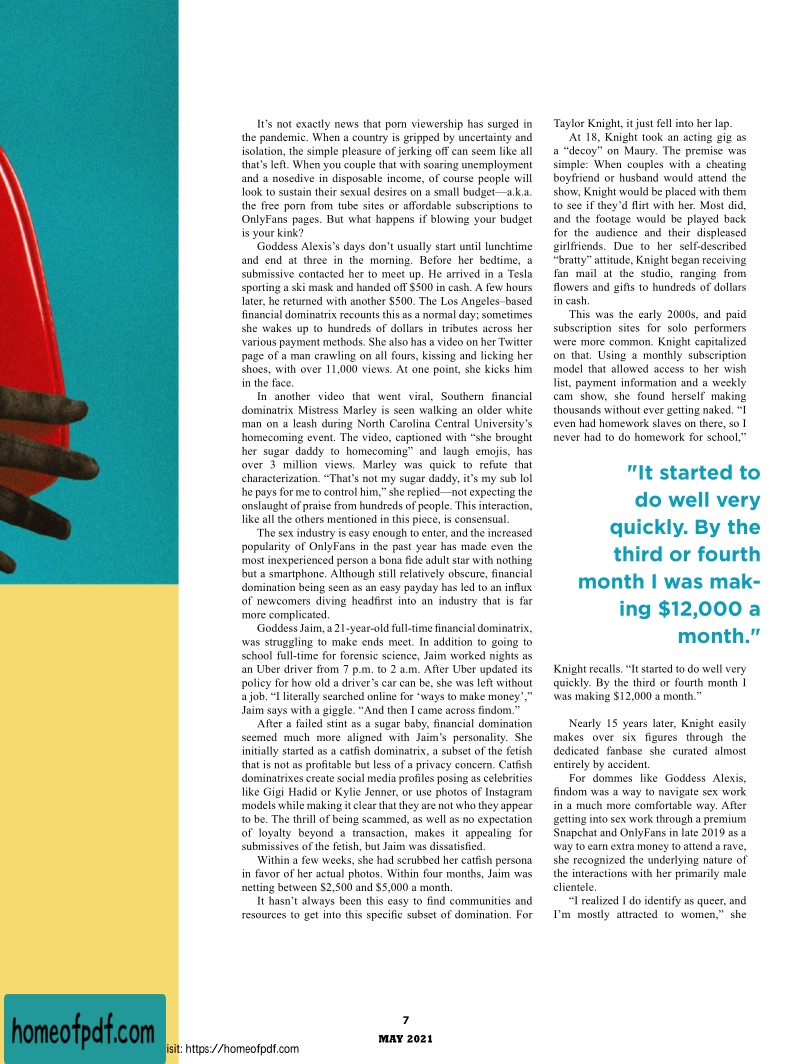 It’s not exactly news that porn viewership has surged in
the pandemic. When a country is gripped by uncertainty and
isolation, the simple pleasure of jerking off can seem like all
that’s left. When you couple that with soaring unemployment
and a nosedive in disposable income, of course people will
look to sustain their sexual desires on a small budget—a.k.a.
the free porn from tube sites or affordable subscriptions to
OnlyFans pages. But what happens if blowing your budget
is your kink?
Goddess Alexis’s days don’t usually start until lunchtime
and end at three in the morning. Before her bedtime, a
submissive contacted her to meet up. He arrived in a Tesla
sporting a ski mask and handed off $500 in cash. A few hours
later, he returned with another $500. The Los Angeles–based
financial dominatrix recounts this as a normal day; sometimes
she wakes up to hundreds of dollars in tributes across her
various payment methods. She also has a video on her Twitter
page of a man crawling on all fours, kissing and licking her
shoes, with over 11,000 views. At one point, she kicks him
in the face.
In another video that went viral, Southern financial
dominatrix Mistress Marley is seen walking an older white
man on a leash during North Carolina Central University’s
homecoming event. The video, captioned with “she brought
her sugar daddy to homecoming” and laugh emojis, has
over 3 million views. Marley was quick to refute that
characterization. “That’s not my sugar daddy, it’s my sub lol
he pays for me to control him,” she replied—not expecting the
onslaught of praise from hundreds of people. This interaction,
like all the others mentioned in this piece, is consensual.
The sex industry is easy enough to enter, and the increased
popularity of OnlyFans in the past year has made even the
most inexperienced person a bona fide adult star with nothing
but a smartphone. Although still relatively obscure, financial
domination being seen as an easy payday has led to an influx
of newcomers diving headfirst into an industry that is far
more complicated.
Goddess Jaim, a 21-year-old full-time financial dominatrix,
was struggling to make ends meet. In addition to going to
school full-time for forensic science, Jaim worked nights as
an Uber driver from 7 p.m. to 2 a.m. After Uber updated its
policy for how old a driver’s car can be, she was left without
a job. “I literally searched online for ‘ways to make money’,”
Jaim says with a giggle. “And then I came across findom.”
After a failed stint as a sugar baby, financial domination
seemed much more aligned with Jaim’s personality. She
initially started as a catfish dominatrix, a subset of the fetish
that is not as profitable but less of a privacy concern. Catfish
dominatrixes create social media profiles posing as celebrities
like Gigi Hadid or Kylie Jenner, or use photos of Instagram
models while making it clear that they are not who they appear
to be. The thrill of being scammed, as well as no expectation
of loyalty beyond a transaction, makes it appealing for
submissives of the fetish, but Jaim was dissatisfied.
Within a few weeks, she had scrubbed her catfish persona
in favor of her actual photos. Within four months, Jaim was
netting between $2,500 and $5,000 a month.
It hasn’t always been this easy to find communities and
resources to get into this specific subset of domination. For
Taylor Knight, it just fell into her lap.
At 18, Knight took an acting gig as
a “decoy” on Maury. The premise was
simple: When couples with a cheating
boyfriend or husband would attend the
show, Knight would be placed with them
to see if they’d flirt with her. Most did,
and the footage would be played back
for the audience and their displeased
girlfriends. Due to her self-described
“bratty” attitude, Knight began receiving
fan mail at the studio, ranging from
flowers and gifts to hundreds of dollars
in cash.
This was the early 2000s, and paid
subscription sites for solo performers
were more common. Knight capitalized
on that. Using a monthly subscription
model that allowed access to her wish
list, payment information and a weekly
cam show, she found herself making
thousands without ever getting naked. “I
even had homework slaves on there, so I
never had to do homework for school,”
"It started to
do well very
quickly. By the
third or fourth
month I was mak-
ing $12,000 a
month."
Knight recalls. “It started to do well very
quickly. By the third or fourth month I
was making $12,000 a month.”
Nearly 15 years later, Knight easily
makes over six figures through the
dedicated fanbase she curated almost
entirely by accident.
For dommes like Goddess Alexis,
findom was a way to navigate sex work
in a much more comfortable way. After
getting into sex work through a premium
Snapchat and OnlyFans in late 2019 as a
way to earn extra money to attend a rave,
she recognized the underlying nature of
the interactions with her primarily male
clientele.
“I realized I do identify as queer, and
I’m mostly attracted to women,” she
7
MAY 2021
homeofpdf.com
isit: https://homeofpdf.com